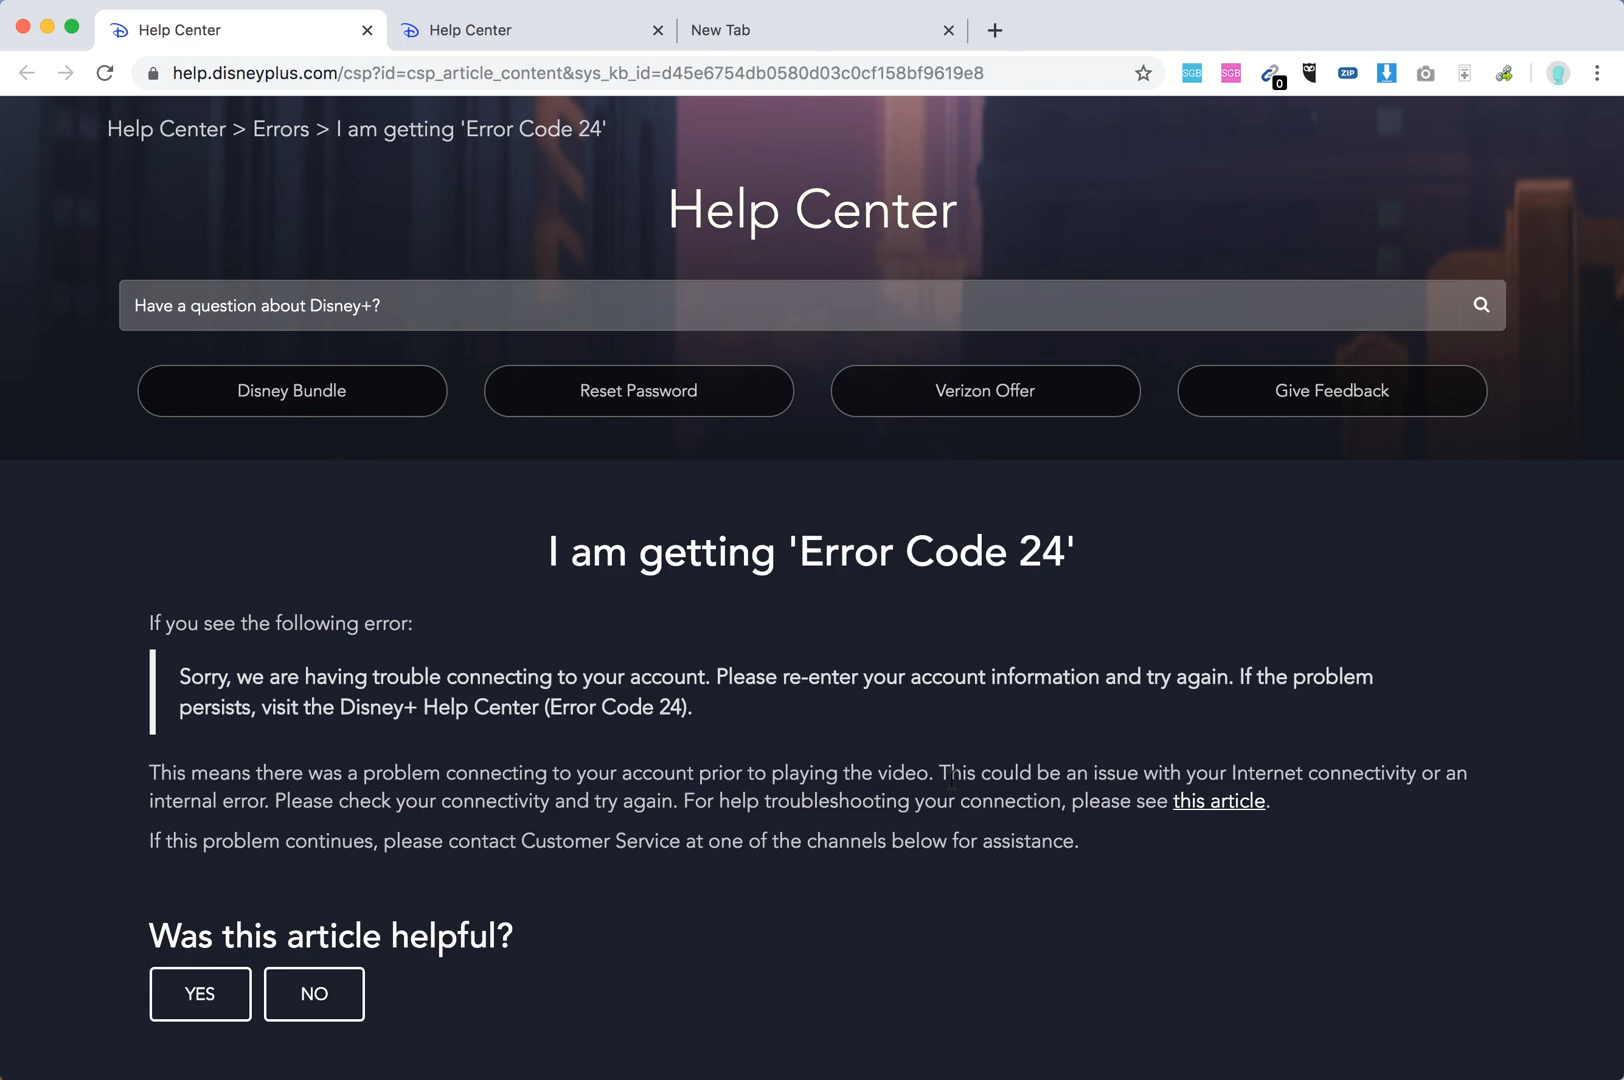 Help Center
Help Center
New Tab
help.disneyplus.com/csp?id=csp_article_content&sys_kb_id=d45e6754db0580d03c0cf158bf9619e8
SGB
SGB
0
ZIP
Help Center > Errors > I am getting 'Error Code 24'
Help Center
Have a question about Disney+?
Disney Bundle
Reset Password
Verizon Offer
Give Feedback
I am getting 'Error Code 24'
If you see the following error:
Sorry, we are having trouble connecting to your account. Please re-enter your account information and try again. If the problem
persists, visit the Disney+ Help Center (Error Code 24).
This means there was a problem connecting to your account prior to playing the video. This could be an issue with your Internet connectivity or an
internal error. Please check your connectivity and try again. For help troubleshooting your connection, please see this article.
If this problem continues, please contact Customer Service at one of the channels below for assistance.
Was this article helpful?
YES
NO